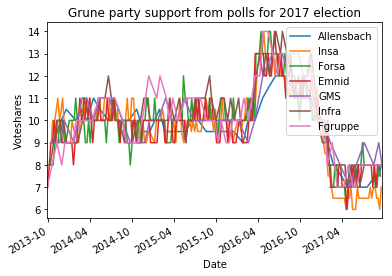 Grune party support from polls for 2017 election
Voteshares
14
13
12
11
10
9
8
7
6
Allensbach
Insa
Forsa
Emnid
GMS
Infra
Fgruppe
2013-10
2014-04
2014-10
2015-04
2015-10
2016-04
2016-10
2017-04
Date